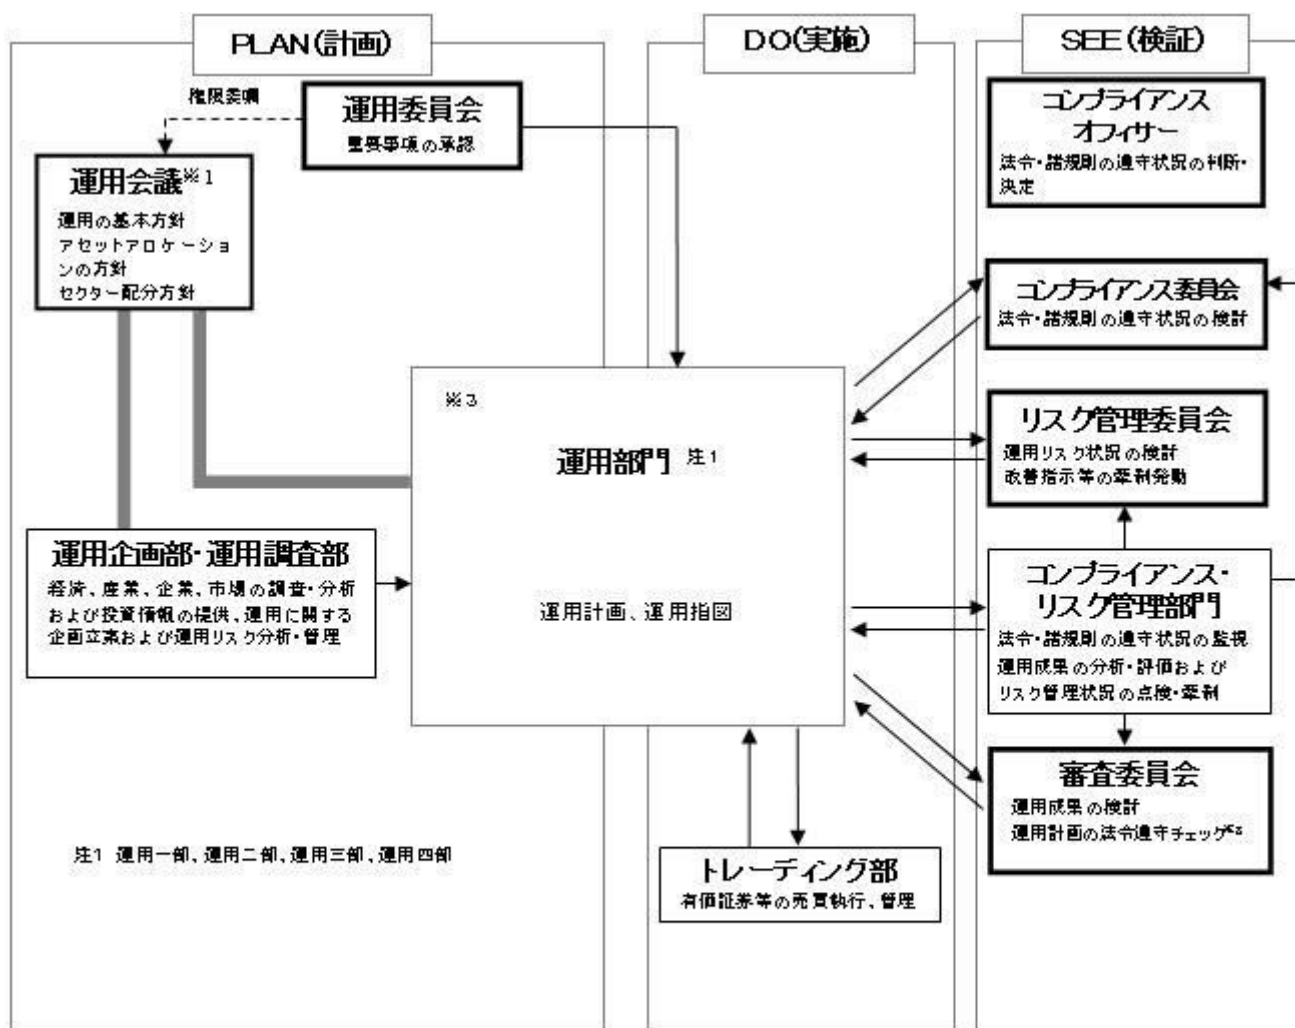 PLAN(計画)
権限委嘱
運用委員会
重要事項の承認
運用会議※1
運用の基本方針
アセットアロケーショ
ンの方針
セクター配分方針
運用企画部・運用調査部
経済、産業、企業、市場の調査・分析
および投資情報の提供、運用に関する
企画立案および運用リスク分析・管理
注1 運用一部、運用二部、運用三部、運用四部
DO(実施)
※3
運用部門 注1
運用計画、運用指図
トレーディング部
有価証券等の売買執行、管理
SEE(検証)
コンプライアンス
オフィサー
法令・諸規則の遵守状況の判断・
決定
コンプライアンス委員会
法令・諸規則の遵守状況の検討
リスク管理委員会
運用リスク状況の検討
改善指示等の牽制発動
コンプライアンス・
リスク管理部門
法令・諸規則の遵守状況の監視
運用成果の分析・評価および
リスク管理状況の点検・牽制
審査委員会
運用成果の検討
運用計画の法令遵守チェック